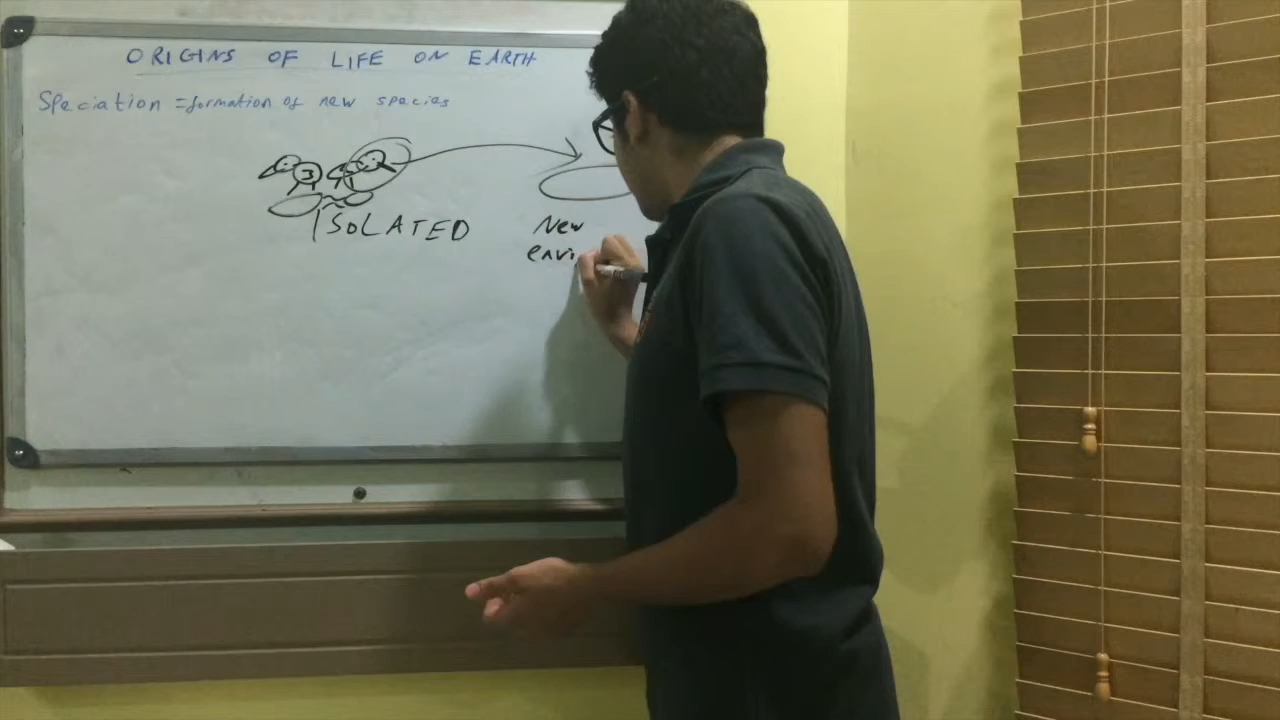 ORIGINS OF LIFE ON EARTH
Speciation = formation of new species
ISOLATED
New
envi